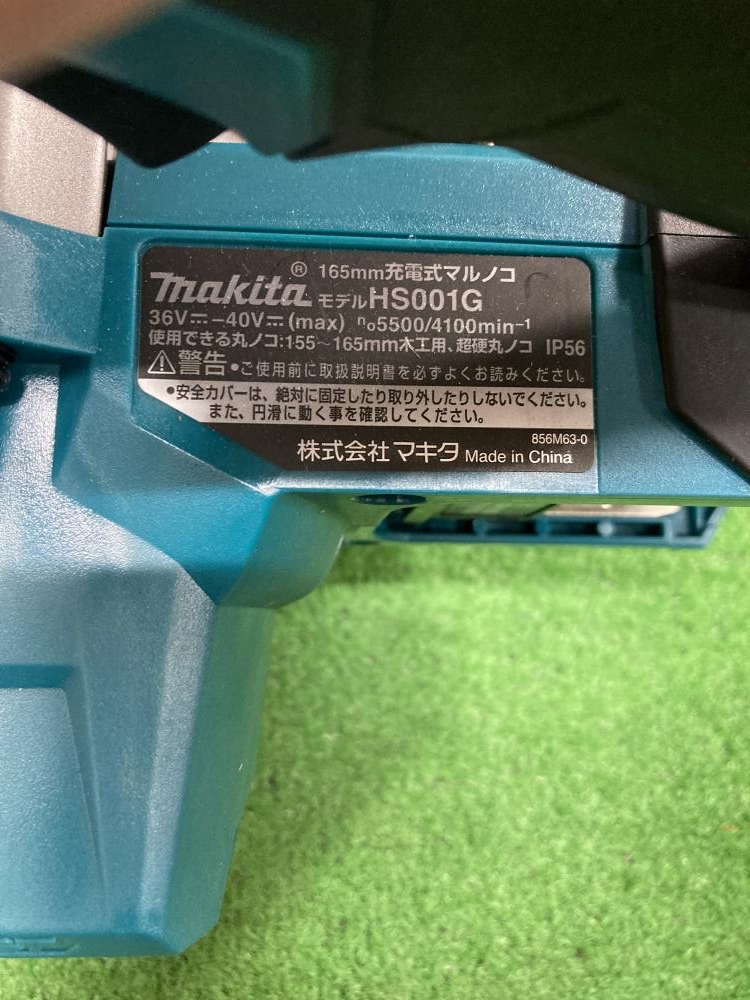 makita® 165mm充電式マルノコ
モデルHS001G
36V⎓-40V⎓(max) n₀5500/4100min⁻¹
使用できる丸ノコ:155～165mm木工用、超硬丸ノコ IP56
⚠警告 •ご使用前に取扱説明書を必ずよくお読みください。
•安全カバーは、絶対に固定したり取り外したりしないでください。
また、円滑に動く事を確認してください。
856M63-0
株式会社マキタ Made in China